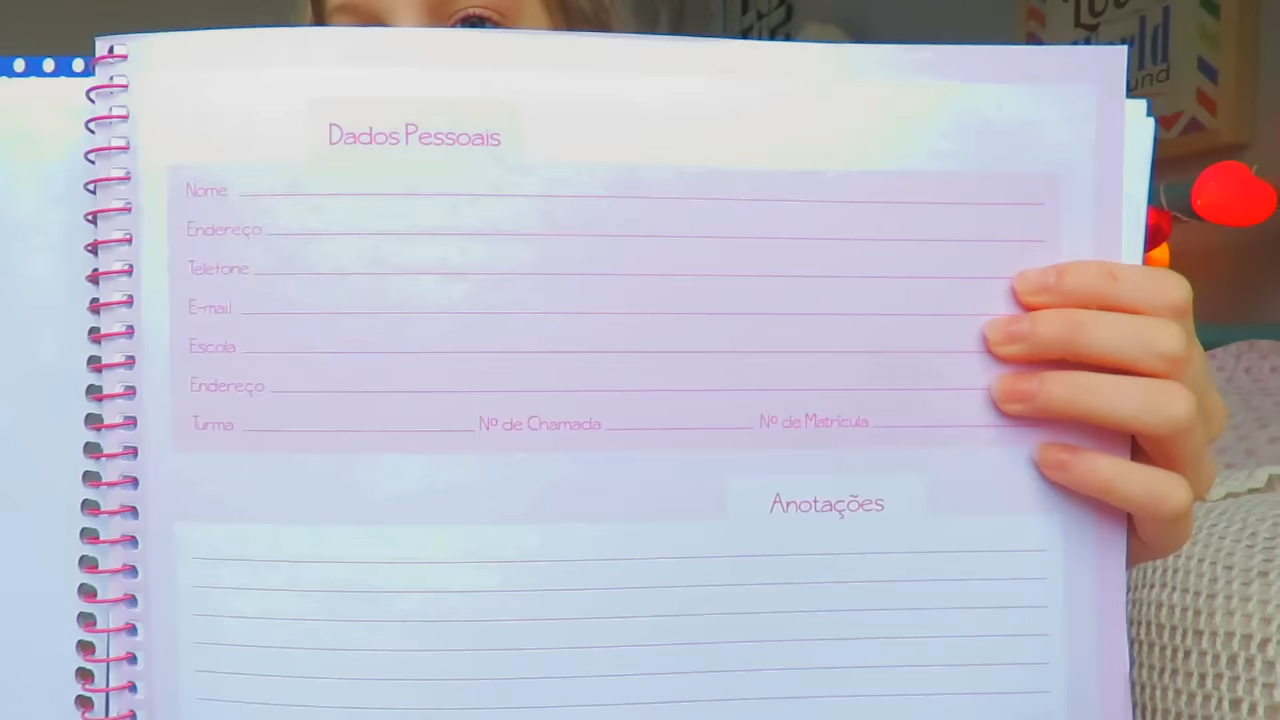 Dados Pessoais
Nome
Endereço
Telefone
E-mail
Escola
Endereço
Turma Nº de Chamada Nº de Matrícula
Anotações